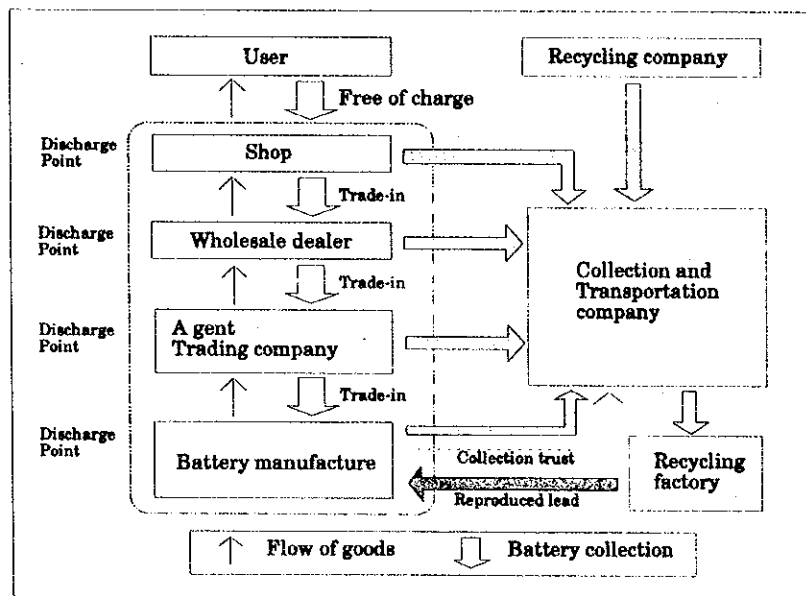 User
Recycling company
Free of charge
Discharge
Point
Shop
Trade-in
Discharge
Point
Wholesale dealer
Collection and
Transportation
company
Trade-in
Discharge
Point
A gent
Trading company
Trade-in
Discharge
Point
Battery manufacture
Collection trust
Reproduced lead
Recycling
factory
Flow of goods
Battery collection